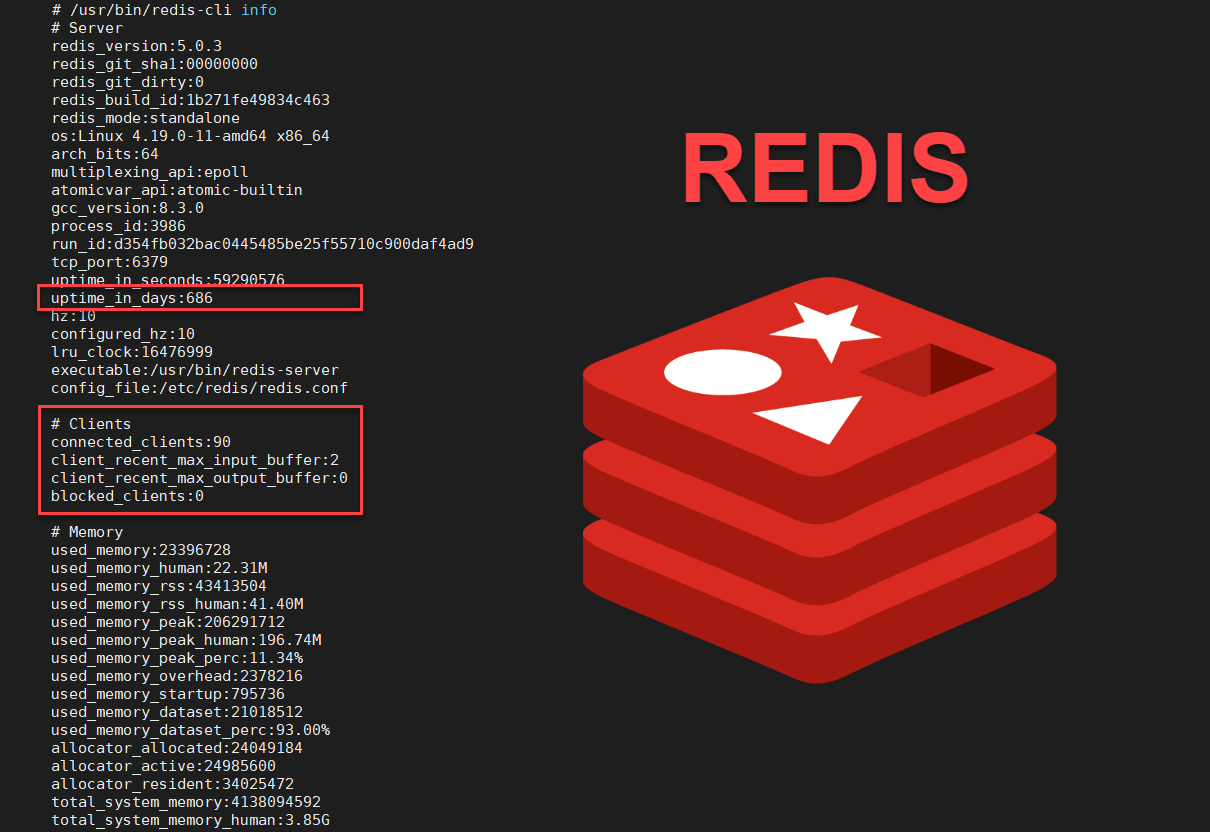 # /usr/bin/redis-cli info
# Server
redis_version:5.0.3
redis_git_sha1:00000000
redis_git_dirty:0
redis_build_id:1b271fe49834c463
redis_mode:standalone
os:Linux 4.19.0-11-amd64 x86_64
arch_bits:64
multiplexing_api:epoll
atomicvar_api:atomic-builtin
gcc_version:8.3.0
process_id:3986
run_id:d354fb032bac0445485be25f55710c900daf4ad9
tcp_port:6379
uptime_in_seconds:59290576
uptime_in_days:686
hz:10
configured_hz:10
lru_clock:16476999
executable:/usr/bin/redis-server
config_file:/etc/redis/redis.conf
# Clients
connected_clients:90
client_recent_max_input_buffer:2
client_recent_max_output_buffer:0
blocked_clients:0
# Memory
used_memory:23396728
used_memory_human:22.31M
used_memory_rss:43413504
used_memory_rss_human:41.40M
used_memory_peak:206291712
used_memory_peak_human:196.74M
used_memory_peak_perc:11.34%
used_memory_overhead:2378216
used_memory_startup:795736
used_memory_dataset:21018512
used_memory_dataset_perc:93.00%
allocator_allocated:24049184
allocator_active:24985600
allocator_resident:34025472
total_system_memory:4138094592
total_system_memory_human:3.85G
REDIS